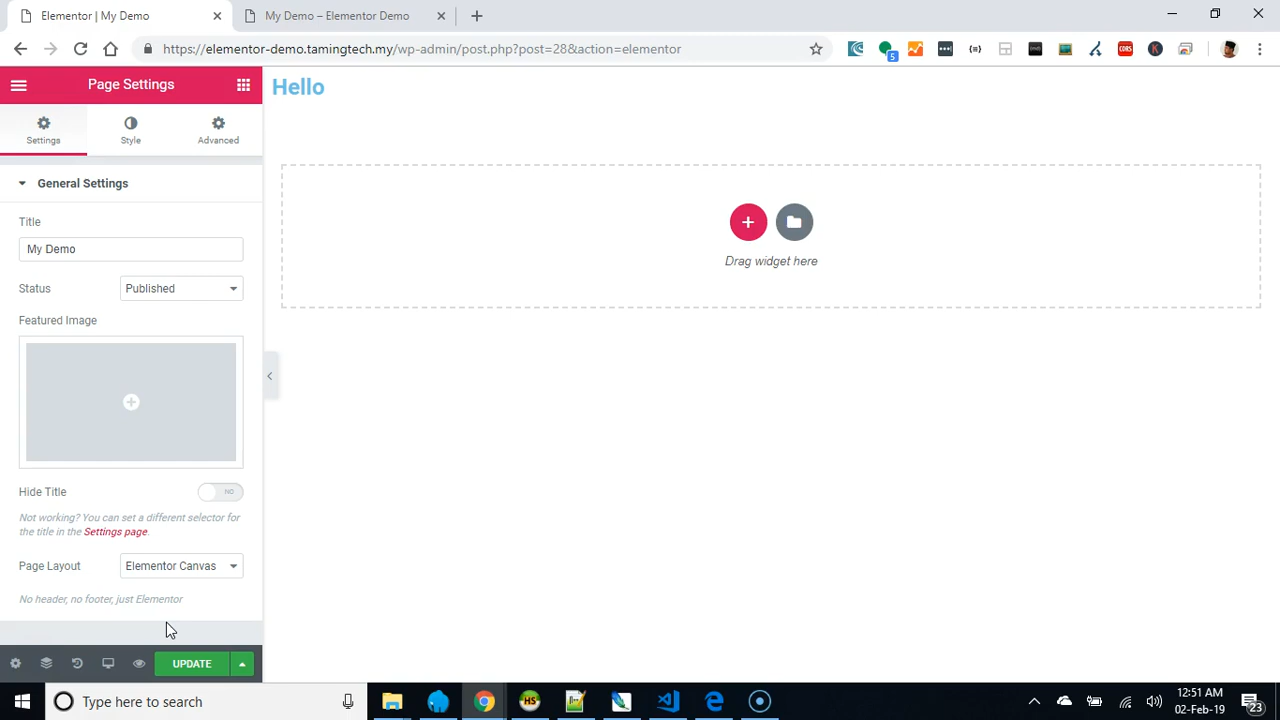 Elementor | My Demo
My Demo – Elementor Demo
https://elementor-demo.tamingtech.my/wp-admin/post.php?post=28&action=elementor
5
CORS
K
Page Settings
Hello
Settings
Style
Advanced
General Settings
Title
My Demo
Status
Published
Drag widget here
Featured Image
Hide Title
NO
Not working? You can set a different selector for
the title in the Settings page.
Page Layout
Elementor Canvas
No header, no footer, just Elementor
UPDATE
Type here to search
HS
12:51 AM
02-Feb-19
23